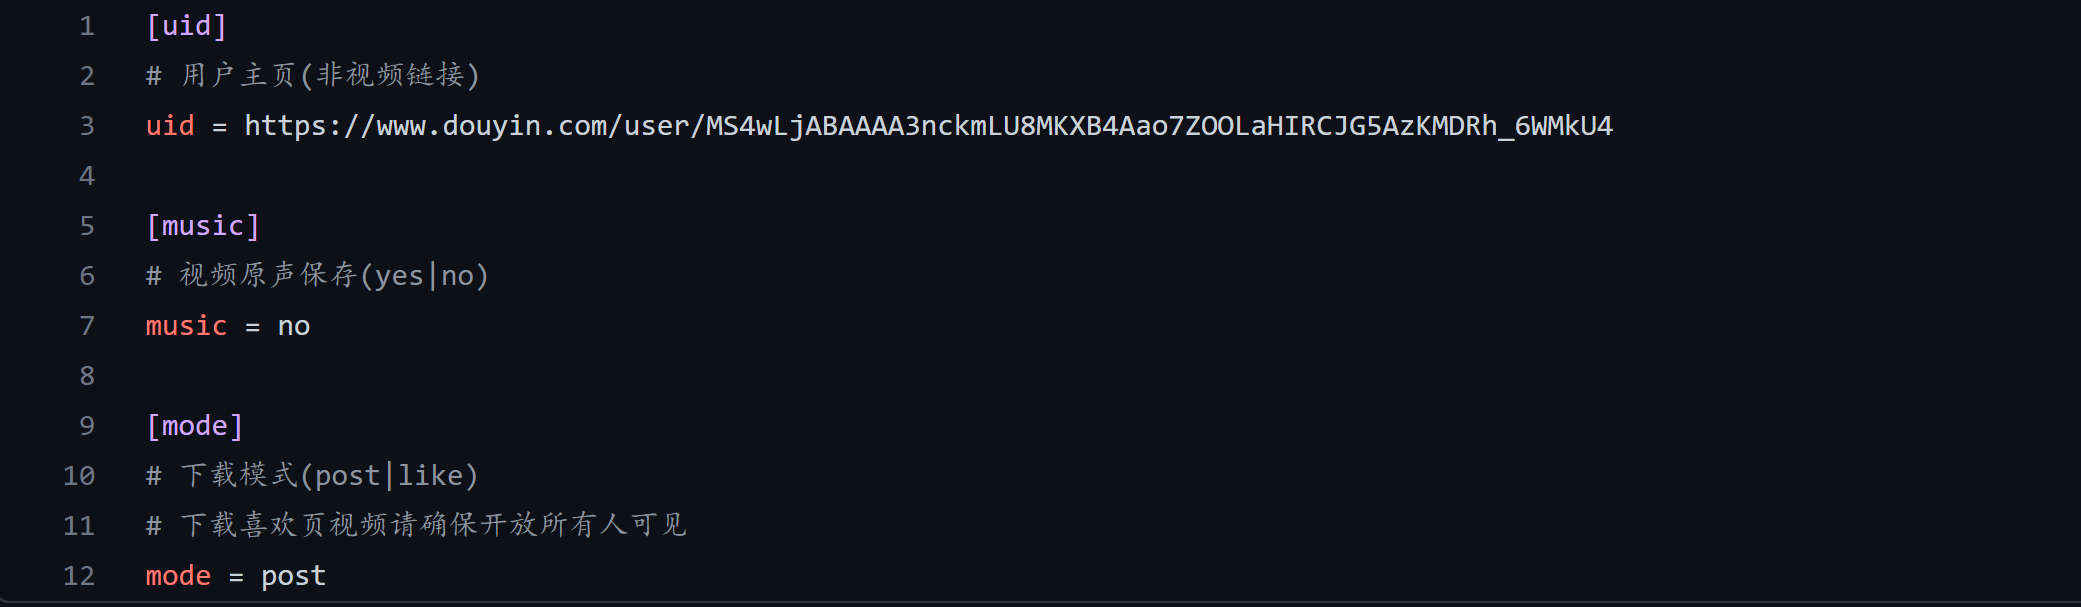 1 [uid]
2 # 用户主页(非视频链接)
3 uid = https://www.douyin.com/user/MS4wLjABAAAA3nckmLU8MKXB4Aao7ZOOLaHIRCJG5AzKMDRh_6WMkU4
4
5 [music]
6 # 视频原声保存(yes|no)
7 music = no
8
9 [mode]
10 # 下载模式(post|like)
11 # 下载喜欢页视频请确保开放所有人可见
12 mode = post